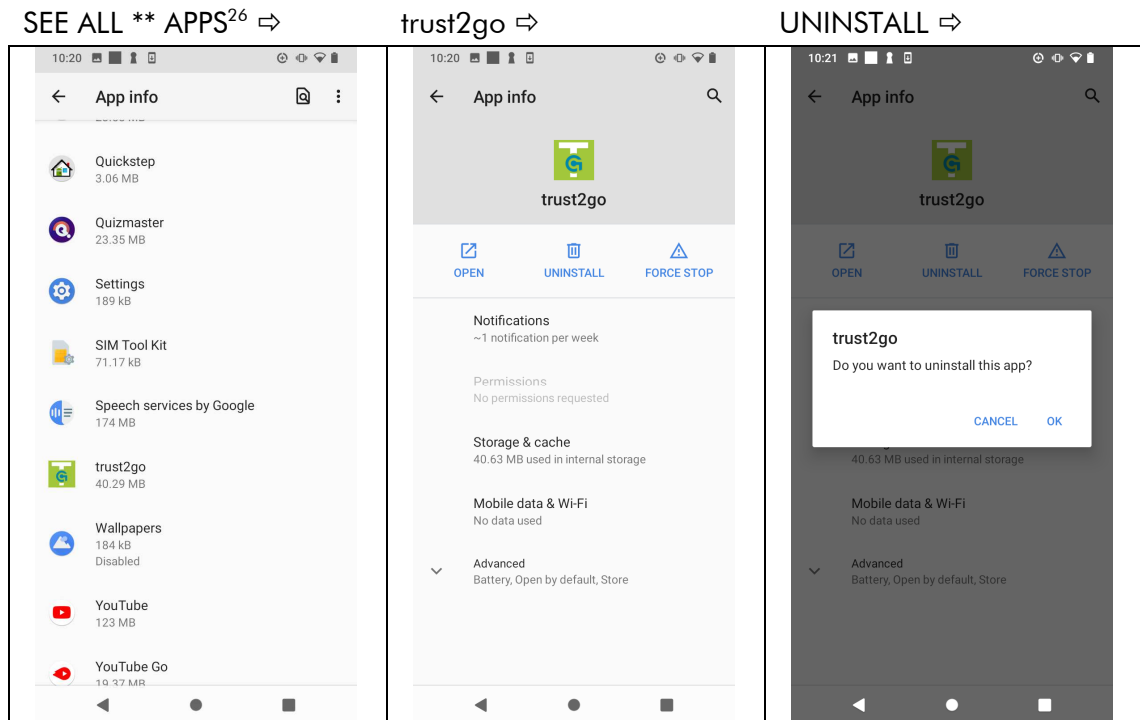 SEE ALL ** APPS26 ⇨
trust2go ⇨
UNINSTALL ⇨
10:20
App info
Quickstep
3.06 MB
Quizmaster
23.35 MB
Settings
189 kB
SIM Tool Kit
71.17 kB
Speech services by Google
174 MB
trust2go
40.29 MB
Wallpapers
184 kB
Disabled
YouTube
123 MB
YouTube Go
19.37 MB
10:20
App info
trust2go
OPEN
UNINSTALL
FORCE STOP
Notifications
~1 notification per week
Permissions
No permissions requested
Storage & cache
40.63 MB used in internal storage
Mobile data & Wi-Fi
No data used
Advanced
Battery, Open by default, Store
10:21
App info
trust2go
OPEN
UNINSTALL
FORCE STOP
trust2go
Do you want to uninstall this app?
CANCEL
OK
40.63 MB used in internal storage
Mobile data & Wi-Fi
No data used
Advanced
Battery, Open by default, Store